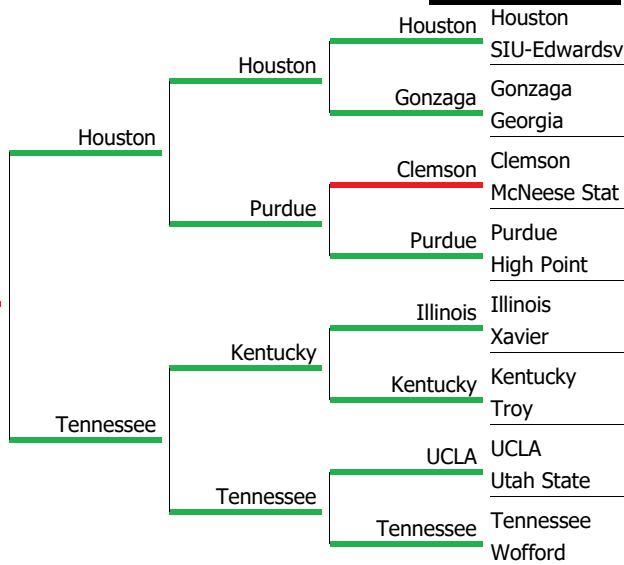 Houston
SIU-Edwardsv
Gonzaga
Georgia
Clemson
McNeese Stat
Purdue
High Point
Illinois
Xavier
Kentucky
Troy
UCLA
Utah State
Tennessee
Wofford
Houston
Gonzaga
Clemson
Purdue
Illinois
Kentucky
UCLA
Tennessee
Houston
Purdue
Kentucky
Tennessee
Houston
Tennessee